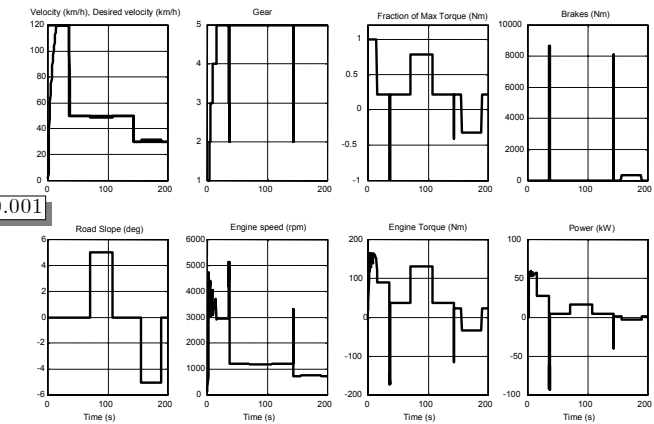 Velocity (km/h), Desired velocity (km/h)
Gear
Fraction of Max Torque (Nm)
Brakes (Nm)
120
100
80
60
40
20
0
0 100 200
5
4
3
2
1
0 100 200
1
0.5
0
-0.5
-1
0 100 200
10000
8000
6000
4000
2000
0
0 100 200
0.001
Road Slope (deg)
Engine speed (rpm)
Engine Torque (Nm)
Power (kW)
6
4
2
0
-2
-4
-6
0 100 200
Time (s)
6000
5000
4000
3000
2000
1000
0
0 100 200
Time (s)
200
100
0
-100
-200
0 100 200
Time (s)
100
50
0
-50
-100
0 100 200
Time (s)